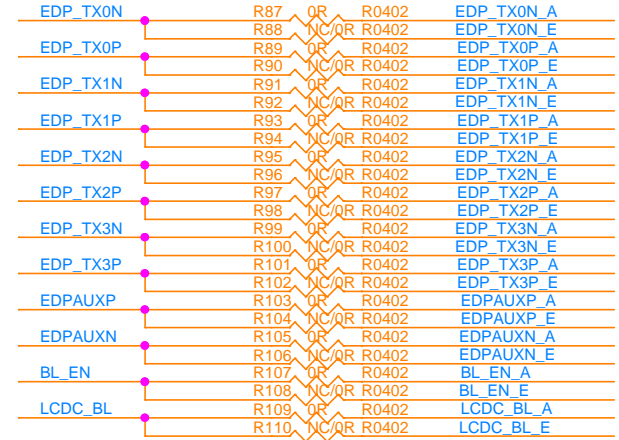 EDP_TX0N R87 0R R0402 EDP_TX0N_A
R88 NC/0R R0402 EDP_TX0N_E
EDP_TX0P R89 0R R0402 EDP_TX0P_A
R90 NC/0R R0402 EDP_TX0P_E
EDP_TX1N R91 0R R0402 EDP_TX1N_A
R92 NC/0R R0402 EDP_TX1N_E
EDP_TX1P R93 0R R0402 EDP_TX1P_A
R94 NC/0R R0402 EDP_TX1P_E
EDP_TX2N R95 0R R0402 EDP_TX2N_A
R96 NC/0R R0402 EDP_TX2N_E
EDP_TX2P R97 0R R0402 EDP_TX2P_A
R98 NC/0R R0402 EDP_TX2P_E
EDP_TX3N R99 0R R0402 EDP_TX3N_A
R100 NC/0R R0402 EDP_TX3N_E
EDP_TX3P R101 0R R0402 EDP_TX3P_A
R102 NC/0R R0402 EDP_TX3P_E
EDPAUXP R103 0R R0402 EDPAUXP_A
R104 NC/0R R0402 EDPAUXP_E
EDPAUXN R105 0R R0402 EDPAUXN_A
R106 NC/0R R0402 EDPAUXN_E
BL_EN R107 0R R0402 BL_EN_A
R108 NC/0R R0402 BL_EN_E
LCDC_BL R109 0R R0402 LCDC_BL_A
R110 NC/0R R0402 LCDC_BL_E